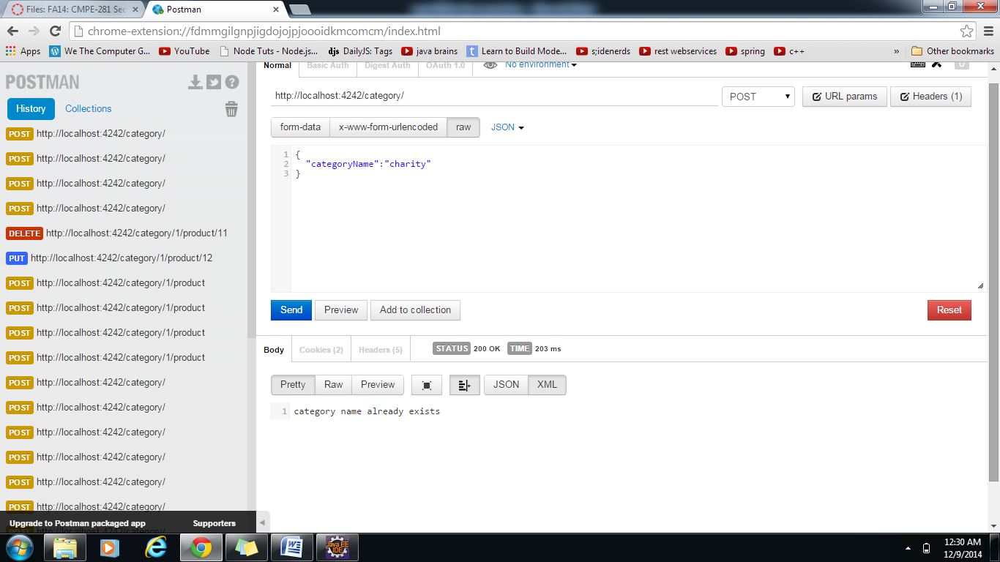 Files: FA14: CMPE-281 Sec
Postman
chrome-extension://fdmmgilgnpjigdojojpjoooidkmcomcm/index.html
Apps
We The Computer G...
YouTube
Node Tuts - Node.js...
djs DailyJS: Tags
java brains
Learn to Build Mode...
s;idenerds
rest webservices
spring
c++
»
Other bookmarks
POSTMAN
History
Collections
POST http://localhost:4242/category/
POST http://localhost:4242/category/
POST http://localhost:4242/category/
POST http://localhost:4242/category/
DELETE http://localhost:4242/category/1/product/11
PUT http://localhost:4242/category/1/product/12
POST http://localhost:4242/category/1/product
POST http://localhost:4242/category/1/product
POST http://localhost:4242/category/1/product
POST http://localhost:4242/category/1/product
POST http://localhost:4242/category/
POST http://localhost:4242/category/
POST http://localhost:4242/category/
POST http://localhost:4242/category/
POST http://localhost:4242/category/
POST http://localhost:4242/category/
Upgrade to Postman packaged app
Supporters
Normal
Basic Auth
Digest Auth
OAuth 1.0
No environment
0
http://localhost:4242/category/
POST
URL params
Headers (1)
form-data
x-www-form-urlencoded
raw
JSON
1 {
2 "categoryName":"charity"
3 }
Send
Preview
Add to collection
Reset
Body
Cookies (2)
Headers (5)
STATUS 200 OK
TIME 203 ms
Pretty
Raw
Preview
JSON
XML
1 category name already exists
Java EE
IDE
12:30 AM
12/9/2014